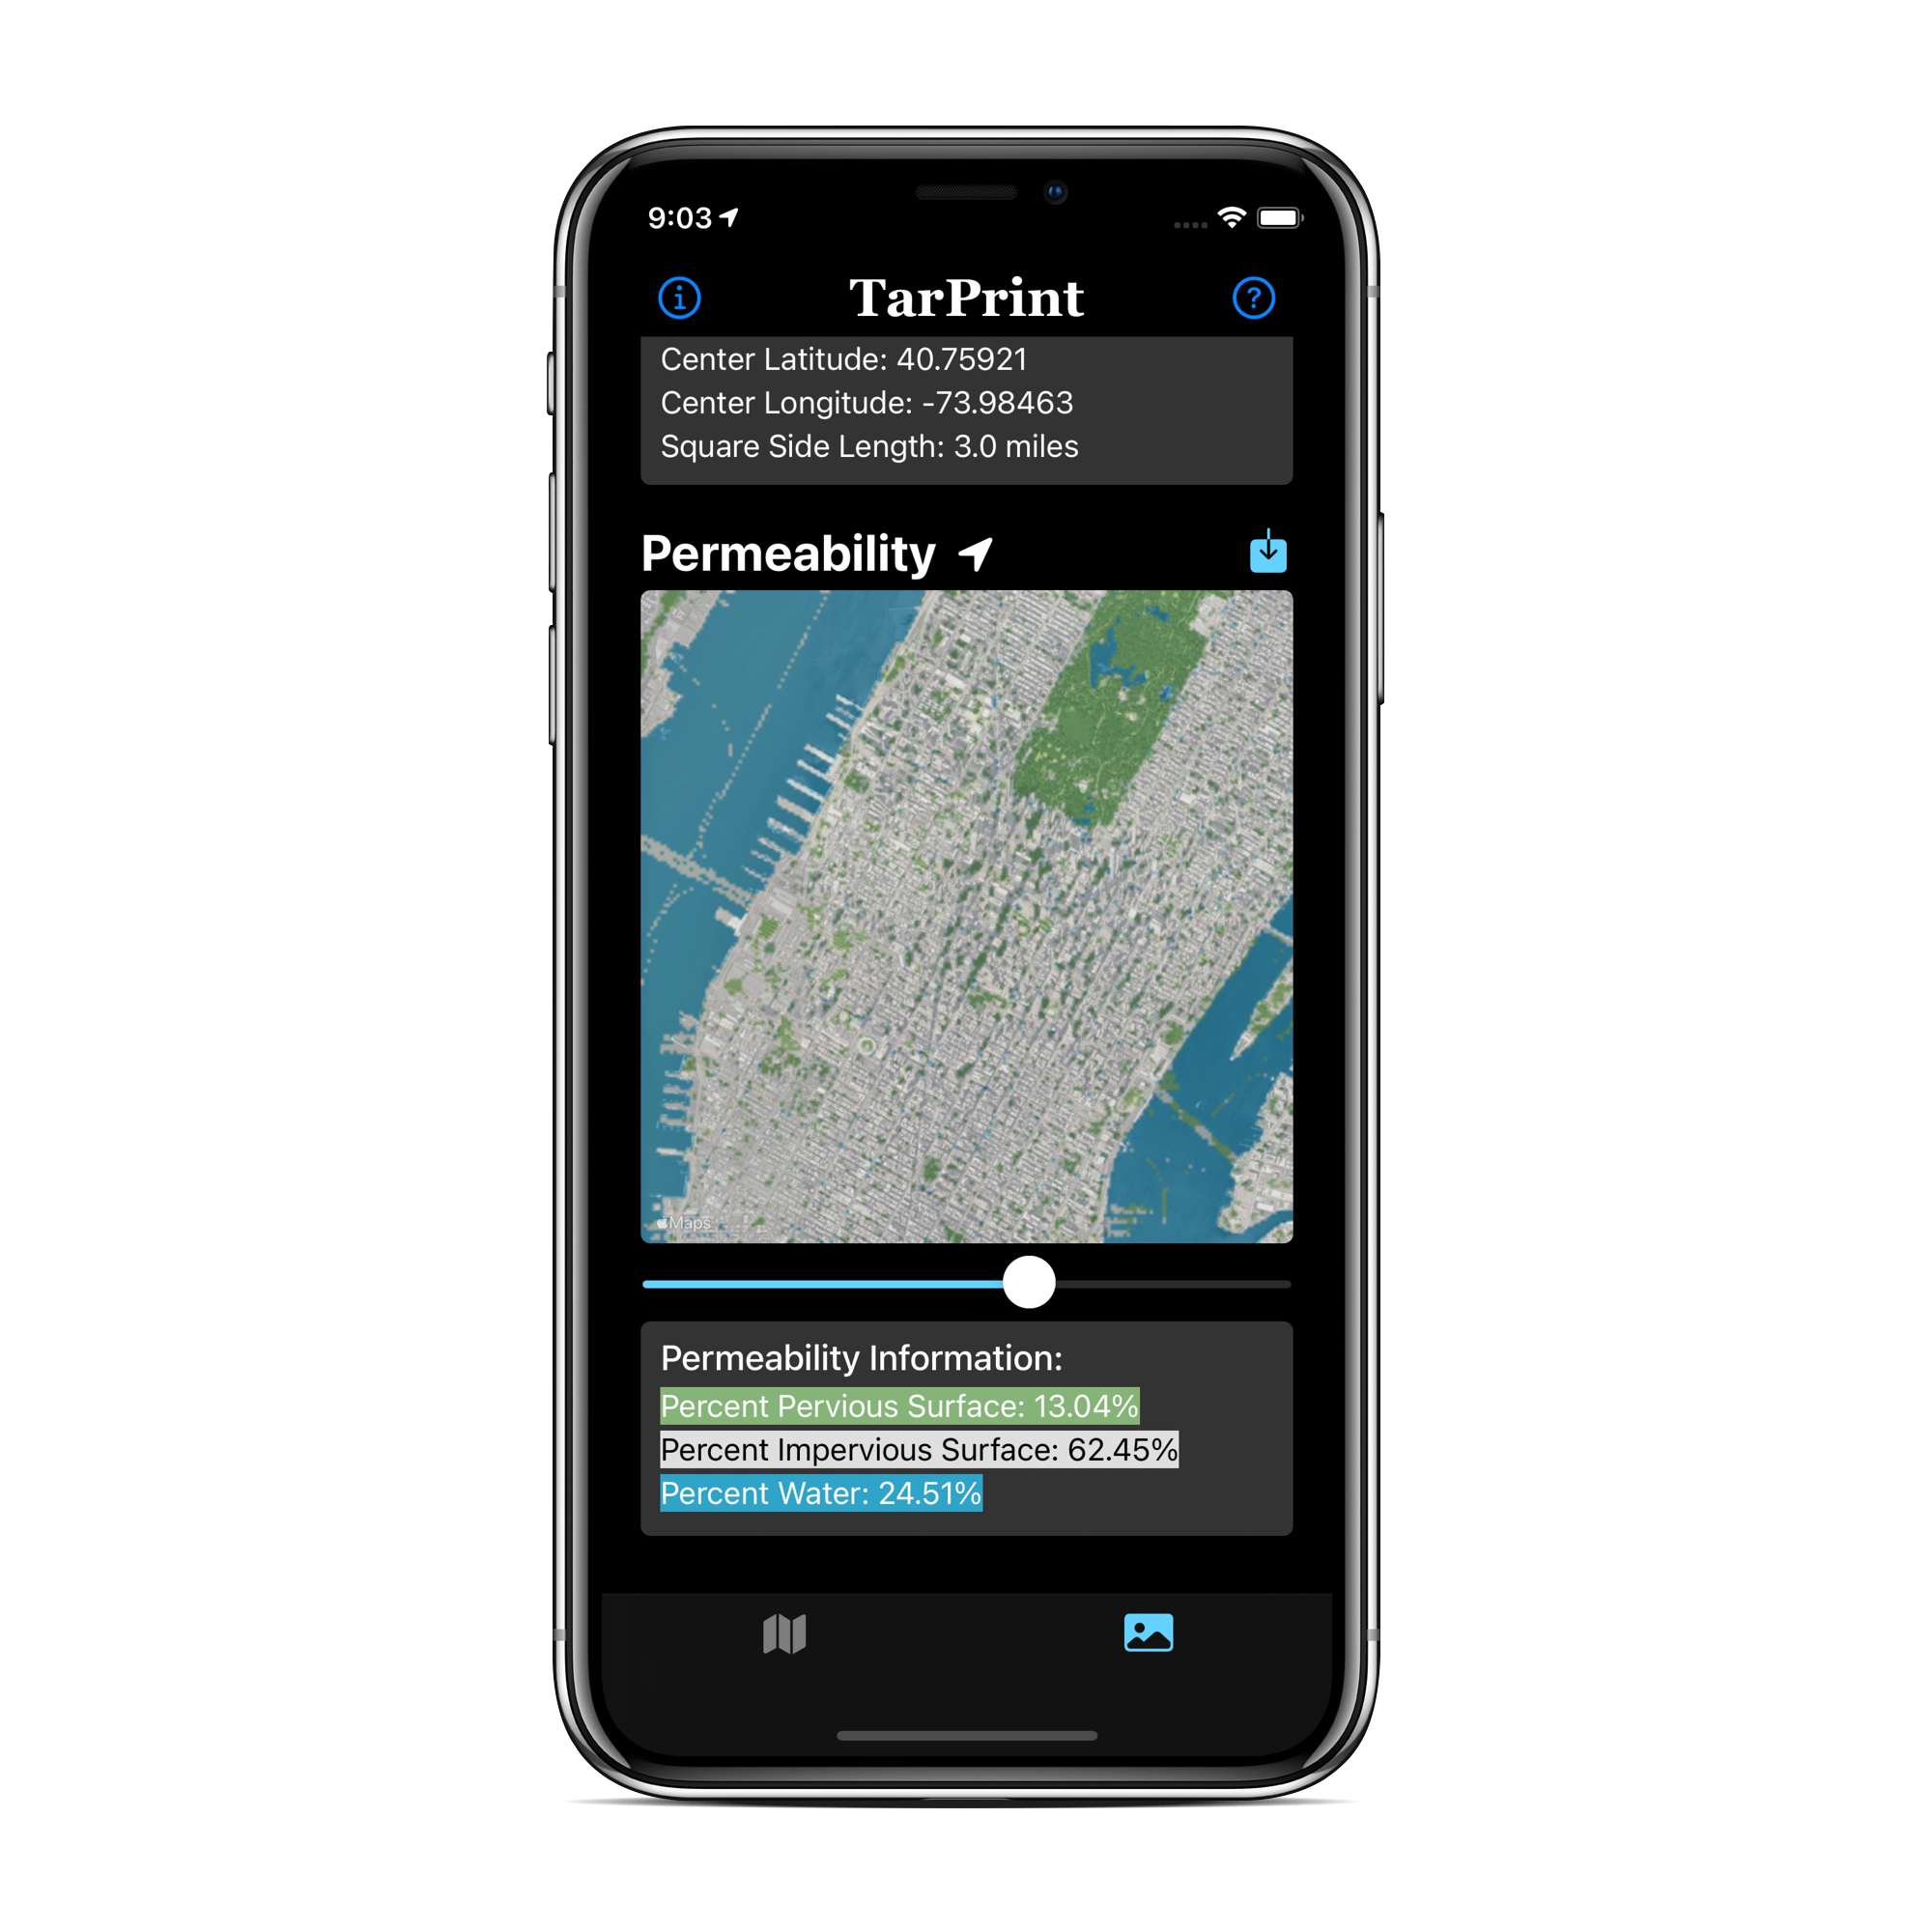 9:03
TarPrint
Center Latitude: 40.75921
Center Longitude: -73.98463
Square Side Length: 3.0 miles
Permeability
Maps
Permeability Information:
Percent Pervious Surface: 13.04%
Percent Impervious Surface: 62.45%
Percent Water: 24.51%